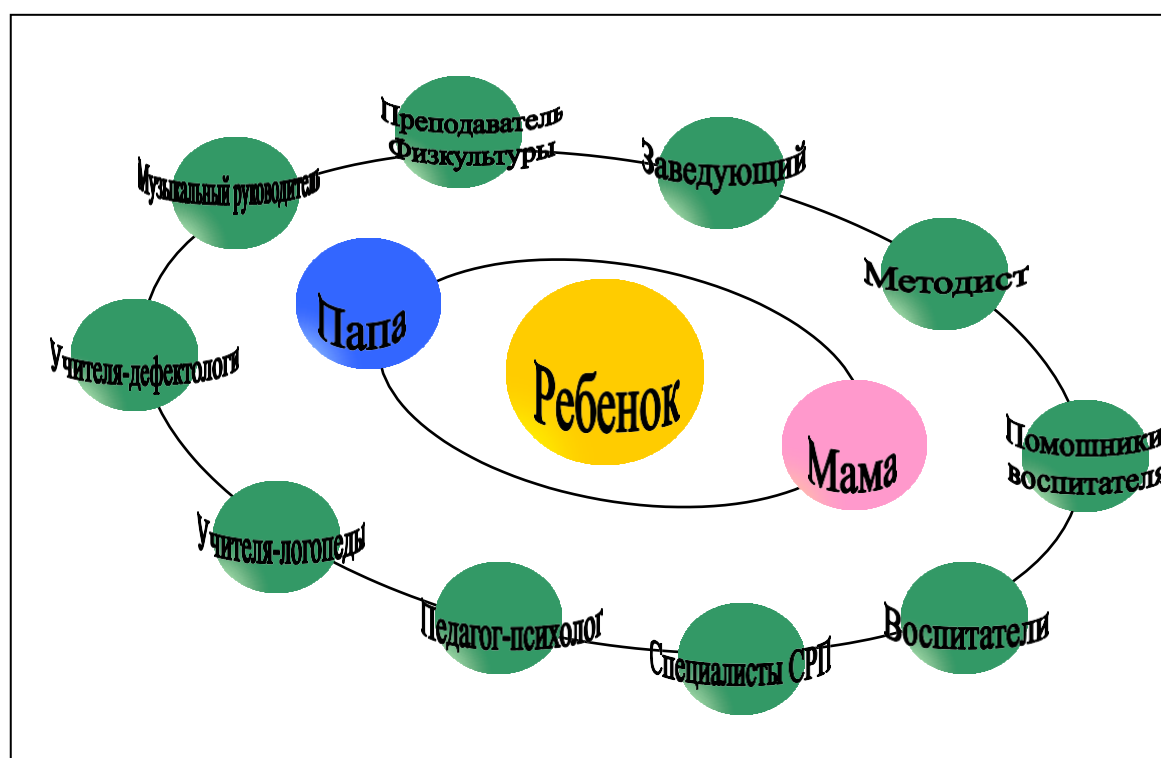 Преподаватель
Физкультуры
Заведующий
Музыкальный руководитель
Методист
Папа
Ребенок
Мама
Учителя-дефектологи
Помошники
воспитателя
Учителя-логопеды
Педагог-психолог
Специалисты СРП
Воспитатели